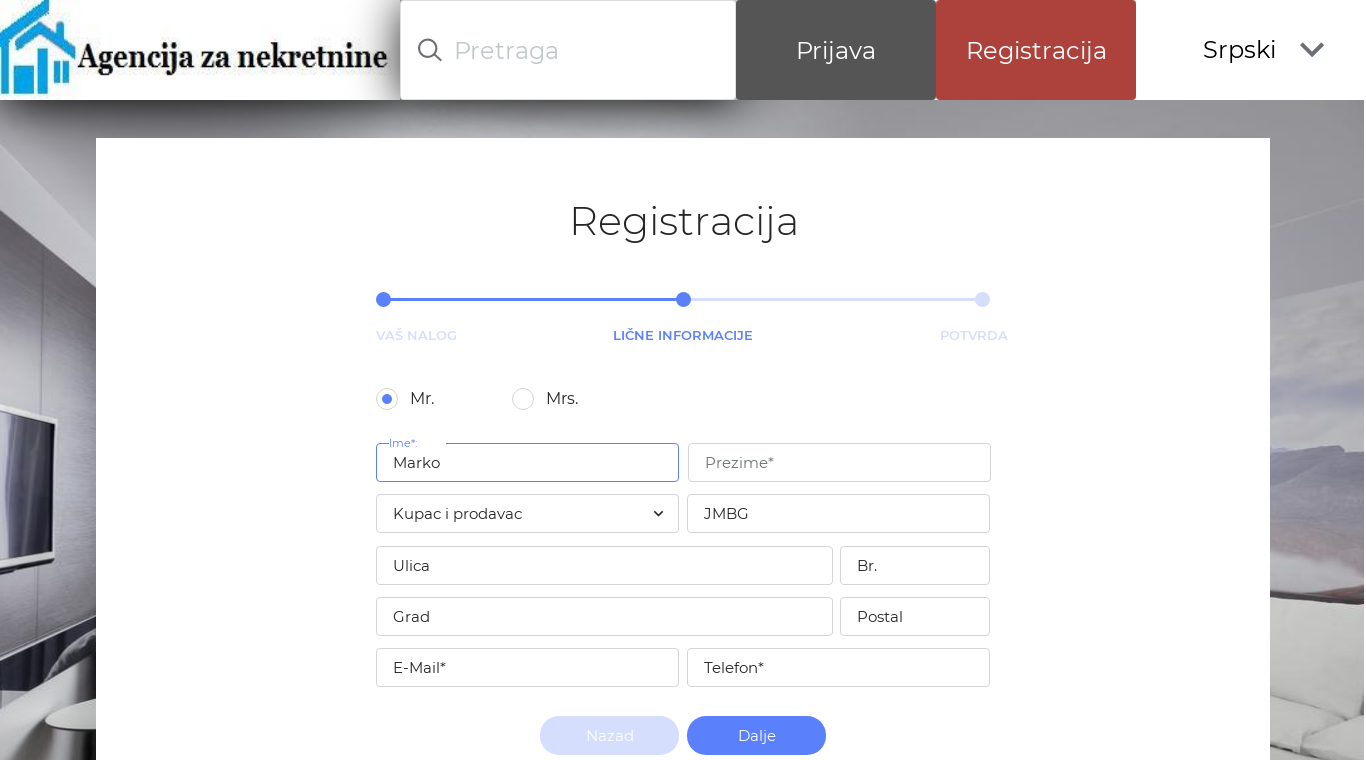 Agencija za nekretnine
Pretraga
Prijava
Registracija
Srpski
Registracija
VAŠ NALOG
LIČNE INFORMACIJE
POTVRDA
Mr.
Mrs.
Ime*:
Marko
Prezime*
Kupac i prodavac
JMBG
Ulica
Br.
Grad
Postal
E-Mail*
Telefon*
Nazad
Dalje